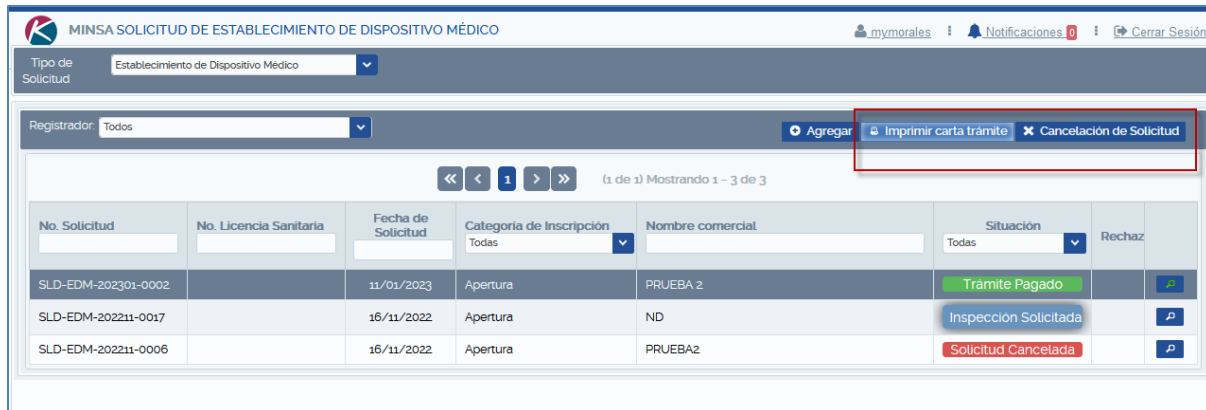 MINSA SOLICITUD DE ESTABLECIMIENTO DE DISPOSITIVO MÉDICO
mymorales
Notificaciones 0
Cerrar Sesión
Tipo de Solicitud
Establecimiento de Dispositivo Médico
Registrador: Todos
Agregar
Imprimir carta trámite
Cancelación de Solicitud
1
(1 de 1) Mostrando 1 - 3 de 3
No. Solicitud
No. Licencia Sanitaria
Fecha de Solicitud
Categoría de Inscripción
Todas
Nombre comercial
Situación
Todas
Rechaz
SLD-EDM-202301-0002 11/01/2023 Apertura PRUEBA 2 Trámite Pagado
SLD-EDM-202211-0017 16/11/2022 Apertura ND Inspección Solicitada
SLD-EDM-202211-0006 16/11/2022 Apertura PRUEBA2 Solicitud Cancelada